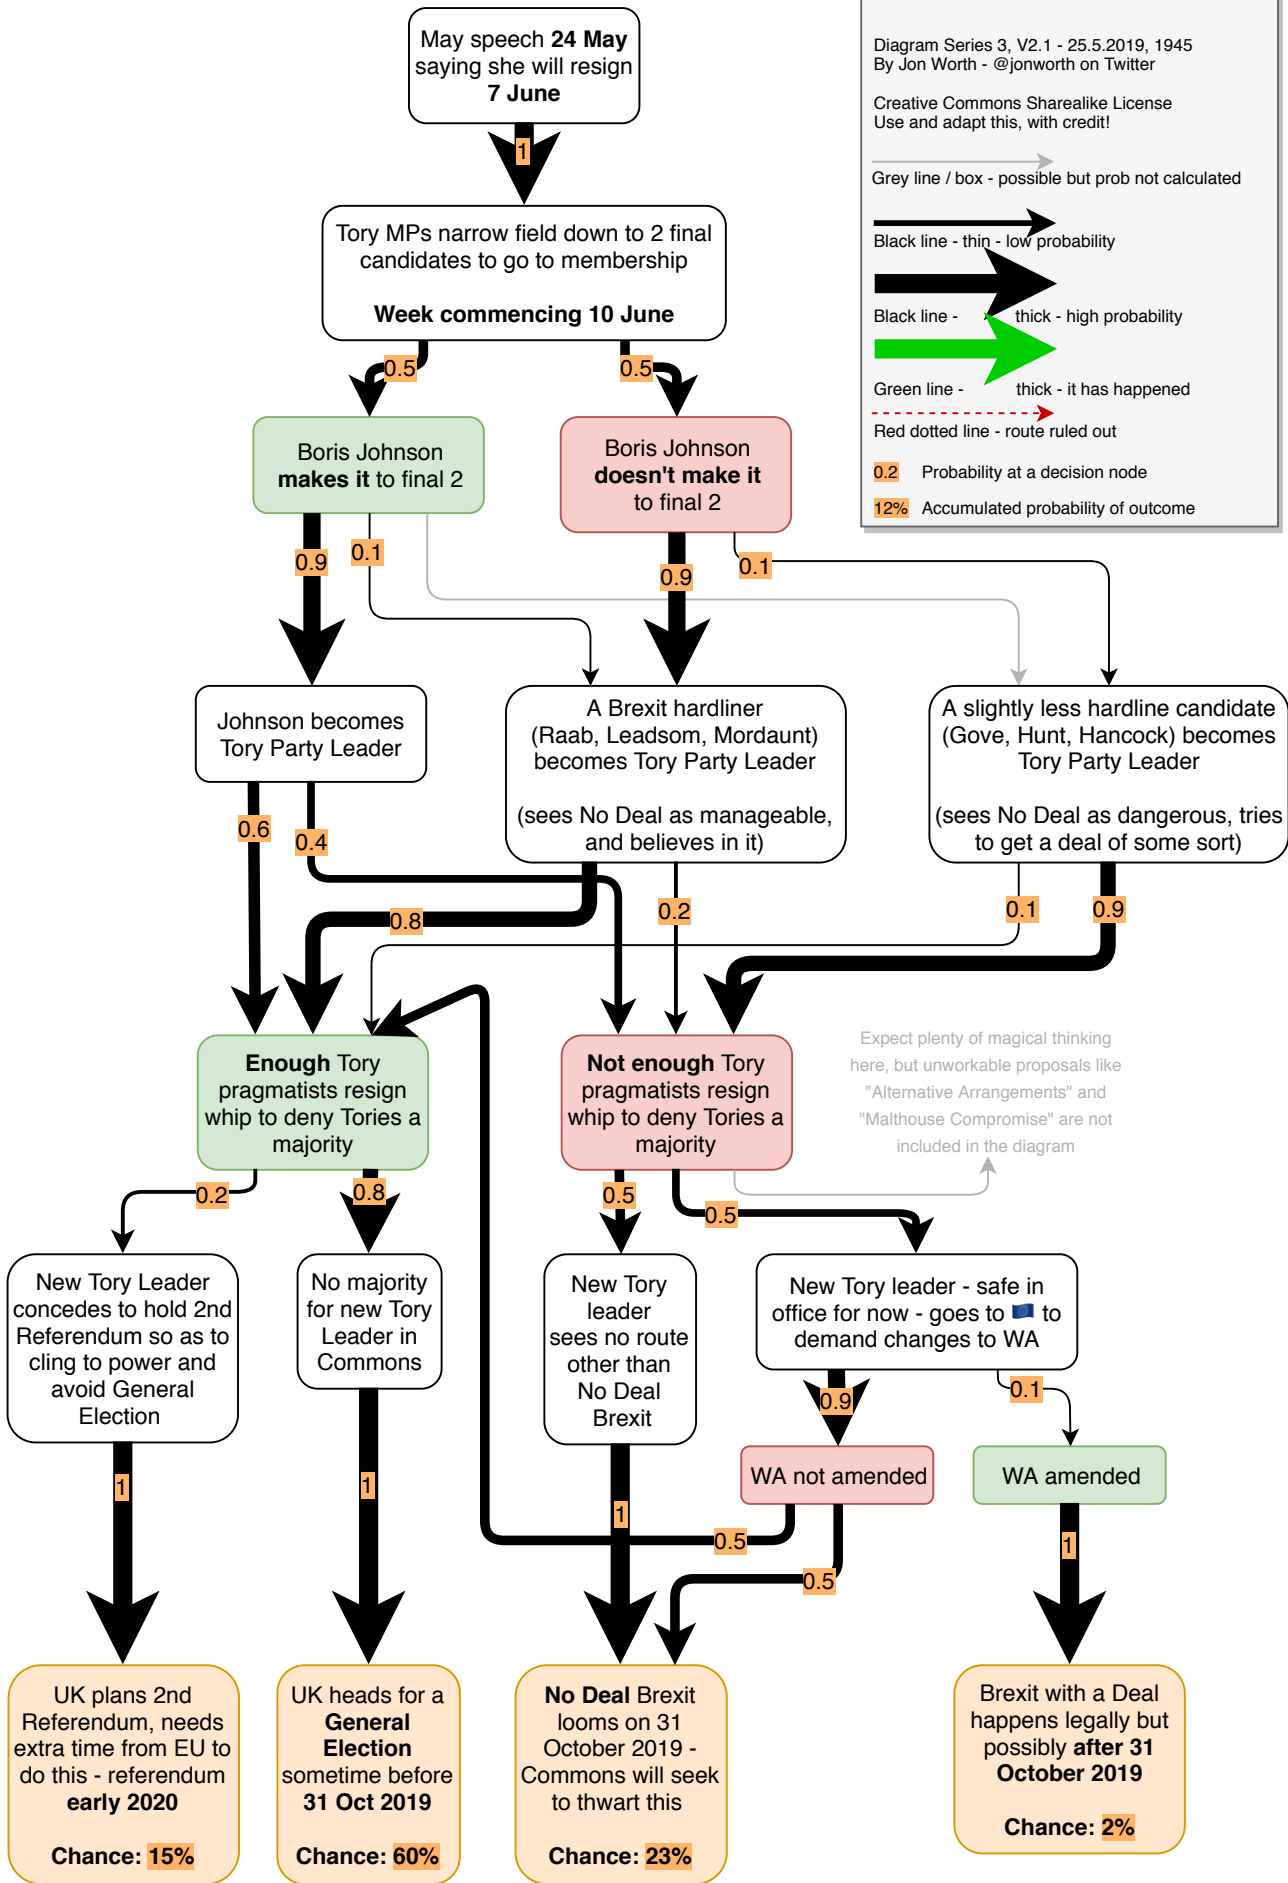 May speech 24 May
saying she will resign
7 June
Diagram Series 3, V2.1 - 25.5.2019, 1945
By Jon Worth - @jonworth on Twitter
Creative Commons Sharealike License
Use and adapt this, with credit!
Grey line / box - possible but prob not calculated
Black line - thin - low probability
Black line - thick - high probability
Green line - thick - it has happened
Red dotted line - route ruled out
0.2 Probability at a decision node
12% Accumulated probability of outcome
1
Tory MPs narrow field down to 2 final
candidates to go to membership
Week commencing 10 June
0.5
0.5
Boris Johnson
makes it to final 2
Boris Johnson
doesn't make it
to final 2
0.9
0.1
0.9
0.1
Johnson becomes
Tory Party Leader
A Brexit hardliner
(Raab, Leadsom, Mordaunt)
becomes Tory Party Leader
(sees No Deal as manageable,
and believes in it)
A slightly less hardline candidate
(Gove, Hunt, Hancock) becomes
Tory Party Leader
(sees No Deal as dangerous, tries
to get a deal of some sort)
0.6
0.4
0.8
0.2
0.1
0.9
Enough Tory
pragmatists resign
whip to deny Tories a
majority
Not enough Tory
pragmatists resign
whip to deny Tories a
majority
Expect plenty of magical thinking
here, but unworkable proposals like
"Alternative Arrangements" and
"Malthouse Compromise" are not
included in the diagram
0.2
0.8
0.5
0.5
New Tory Leader
concedes to hold 2nd
Referendum so as to
cling to power and
avoid General
Election
No majority
for new Tory
Leader in
Commons
New Tory
leader
sees no route
other than
No Deal
Brexit
New Tory leader - safe in
office for now - goes to 🇪🇺 to
demand changes to WA
0.9
0.1
WA not amended
WA amended
1
1
1
0.5
0.5
1
UK plans 2nd
Referendum, needs
extra time from EU to
do this - referendum
early 2020
Chance: 15%
UK heads for a
General
Election
sometime before
31 Oct 2019
Chance: 60%
No Deal Brexit
looms on 31
October 2019 -
Commons will seek
to thwart this
Chance: 23%
Brexit with a Deal
happens legally but
possibly after 31
October 2019
Chance: 2%